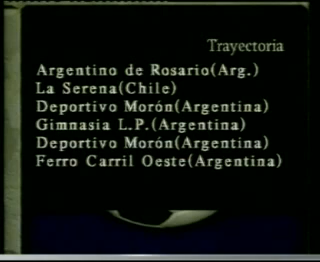 Trayectoria
Argentino de Rosario(Arg.)
La Serena(Chile)
Deportivo Morón(Argentina)
Gimnasia L.P.(Argentina)
Deportivo Morón(Argentina)
Ferro Carril Oeste(Argentina)